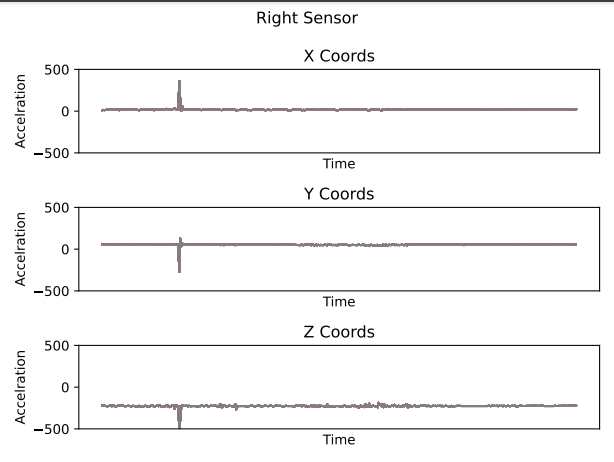 Right Sensor
X Coords
500
0
−500
Accelration
Time
Y Coords
500
0
−500
Accelration
Time
Z Coords
500
0
−500
Accelration
Time